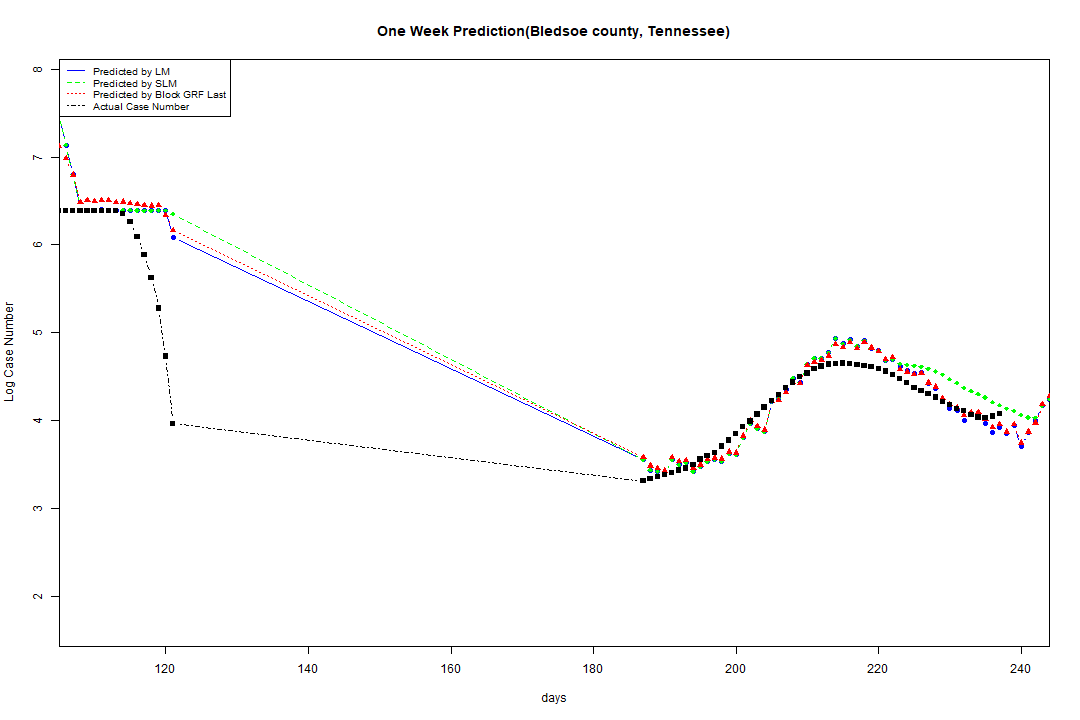 One Week Prediction(Bledsoe county, Tennessee)
Predicted by LM
Predicted by SLM
Predicted by Block GRF Last
Actual Case Number
8
7
6
5
4
3
2
Log Case Number
120 140 160 180 200 220 240
days